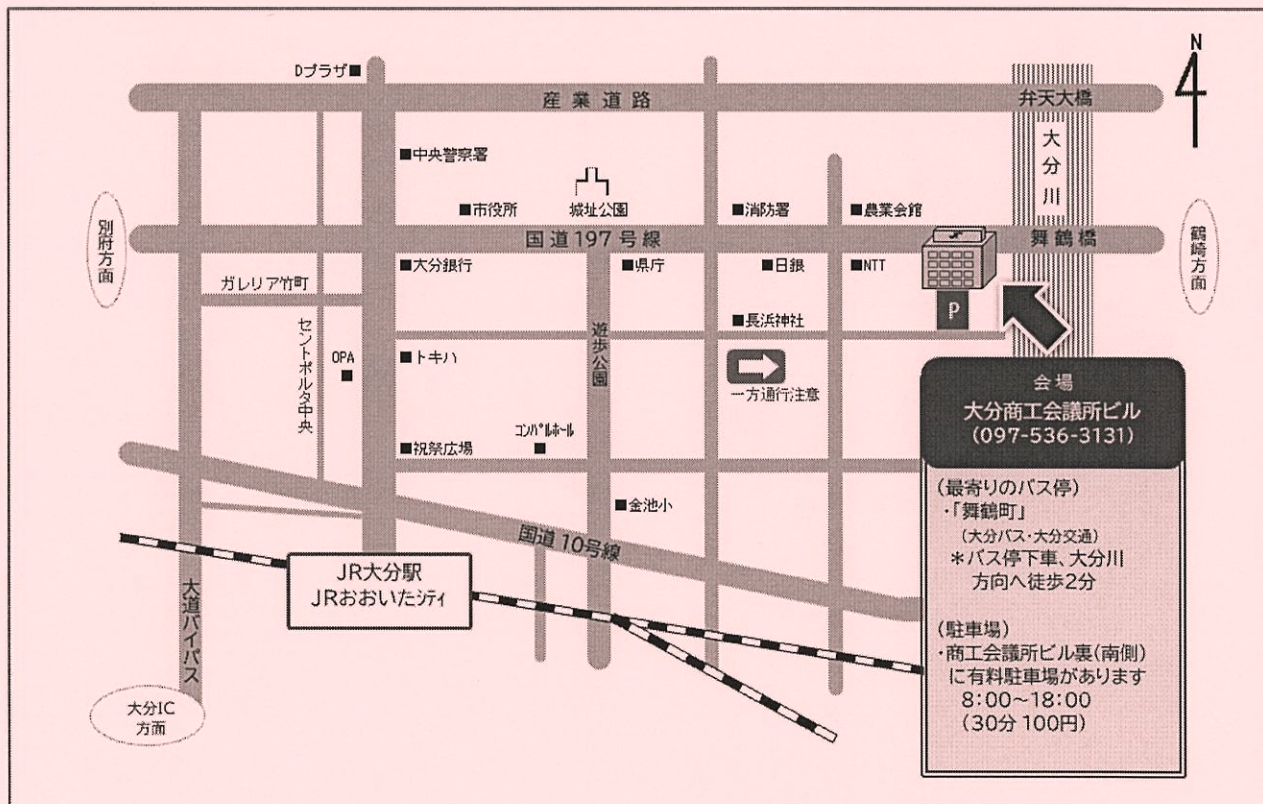 N
Dプラザ■
産業道路
弁天大橋
■中央警察署
大分川
■市役所
城址公園
■消防署
■農業会館
別府方面
国道197号線
舞鶴橋
鶴崎方面
■大分銀行
■県庁
■日銀
■NTT
ガレリア竹町
P
■長浜神社
セントポルタ中央
OPA
■
■トキハ
遊歩公園
一方通行注意
会場
大分商工会議所ビル
(097-536-3131)
コンパルホール
■
■祝祭広場
■金池小
国道10号線
(最寄りのバス停)
・「舞鶴町」
(大分バス・大分交通)
*バス停下車、大分川
方向へ徒歩2分
JR大分駅
JRおおいたシティ
大道バイパス
(駐車場)
・商工会議所ビル裏(南側)
に有料駐車場があります
8:00〜18:00
(30分 100円)
大分IC
方面